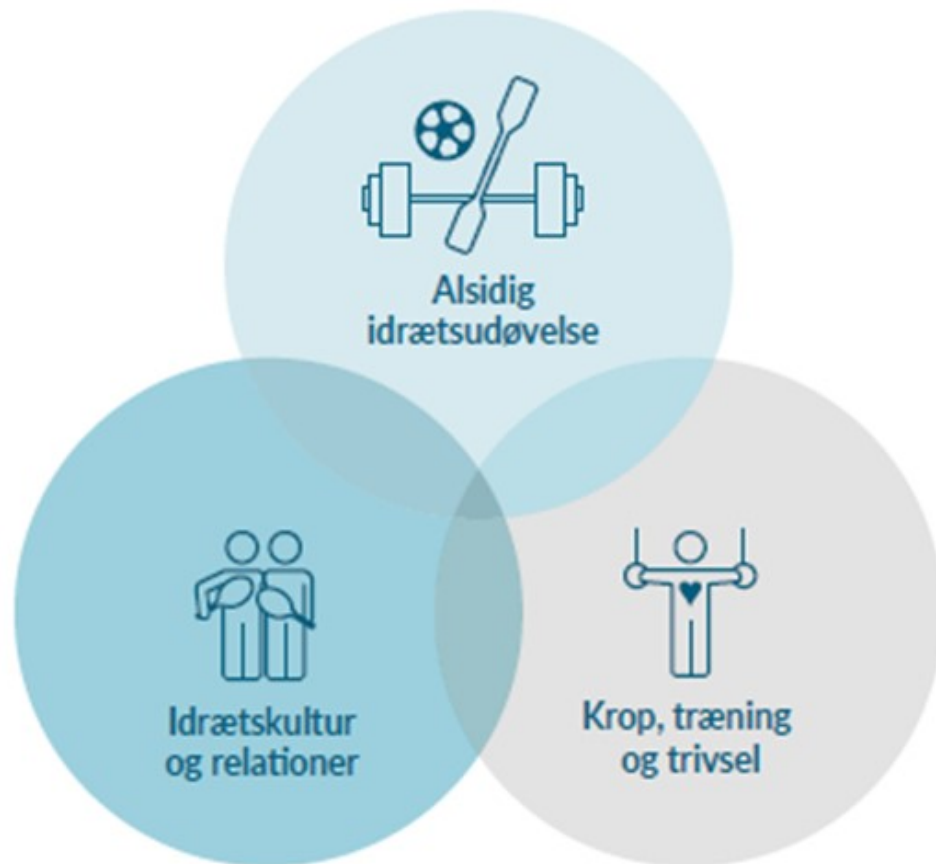 Alsidig
idrætsudøvelse
Idrætskultur
og relationer
Krop, træning
og trivsel